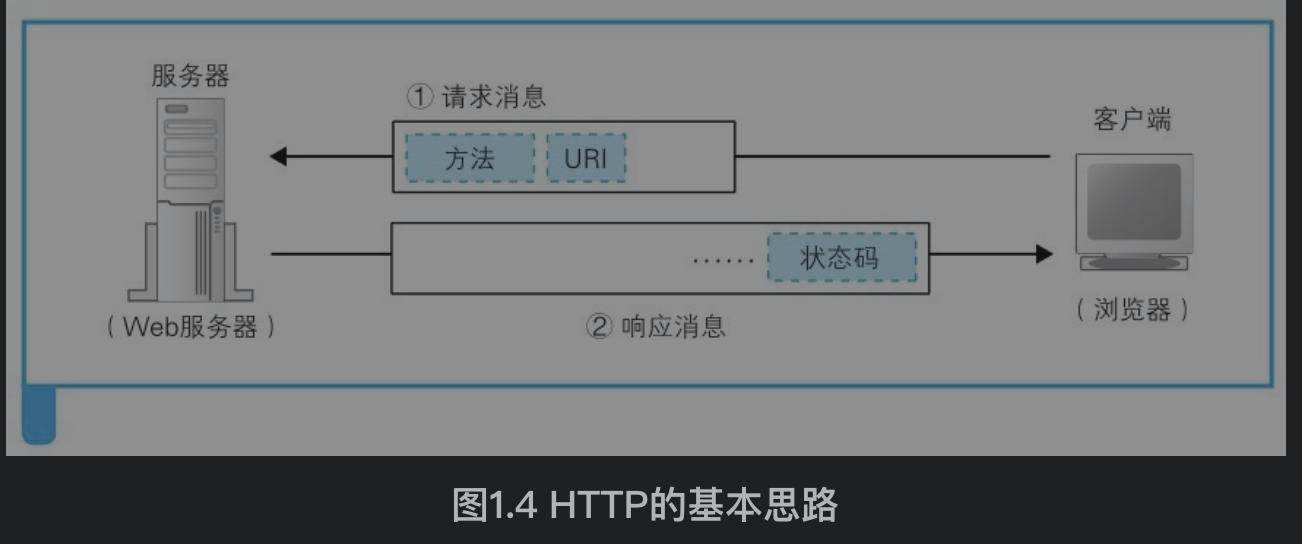 服务器
① 请求消息
方法 URI
客户端
…… 状态码
(Web服务器)
② 响应消息
(浏览器)
图1.4 HTTP的基本思路